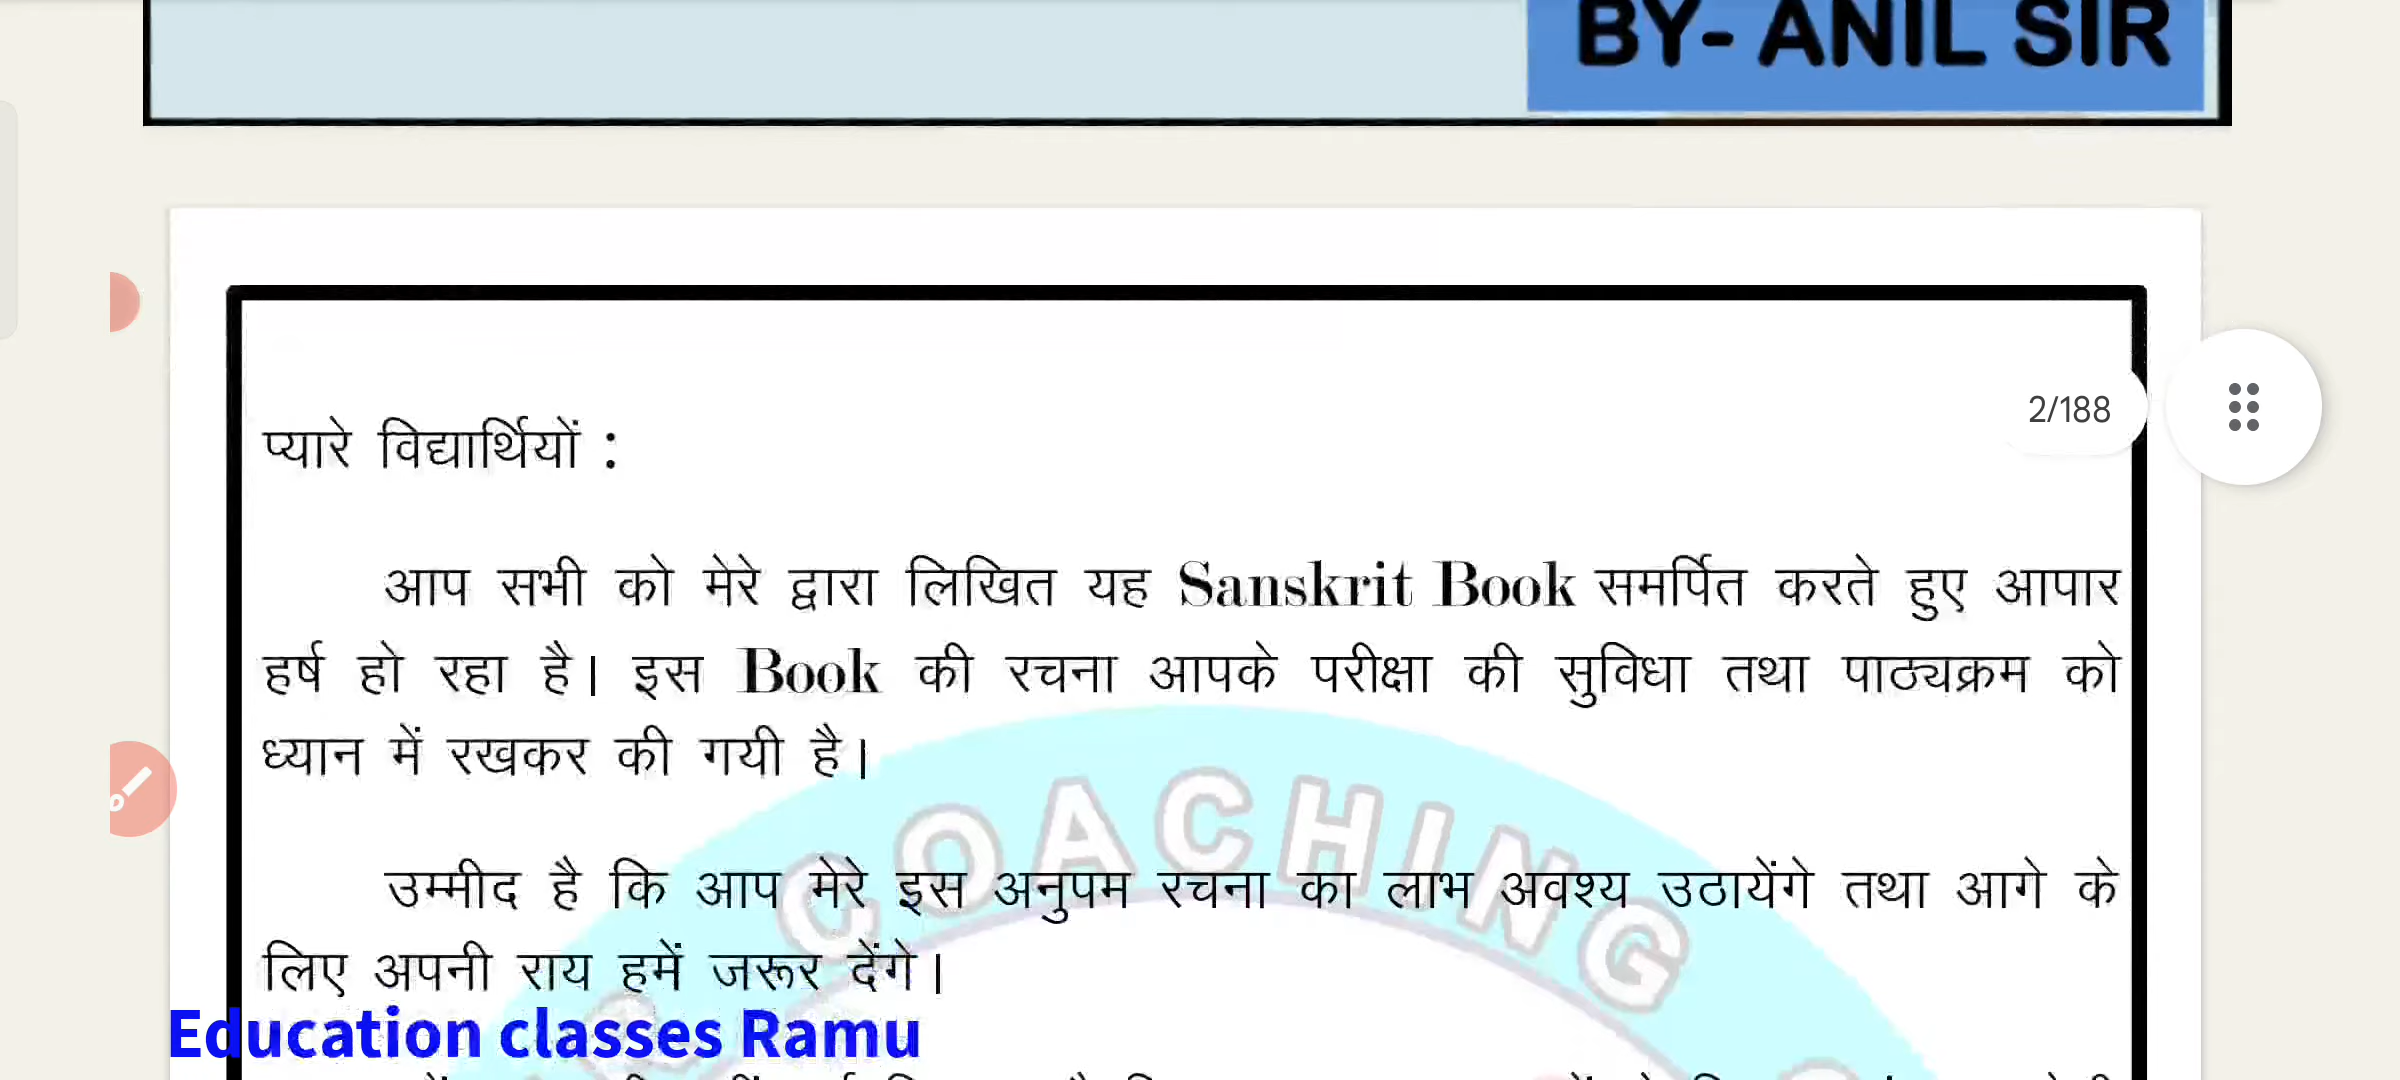 BY- ANIL SIR
2/188
प्यारे विद्यार्थियों :
आप सभी को मेरे द्वारा लिखित यह Sanskrit Book समर्पित करते हुए आपार
हर्ष हो रहा है। इस Book की रचना आपके परीक्षा की सुविधा तथा पाठ्यक्रम को
ध्यान में रखकर की गयी है।
COACHING
उम्मीद है कि आप मेरे इस अनुपम रचना का लाभ अवश्य उठायेंगे तथा आगे के
लिए अपनी राय हमें जरूर देंगे।
Education classes Ramu